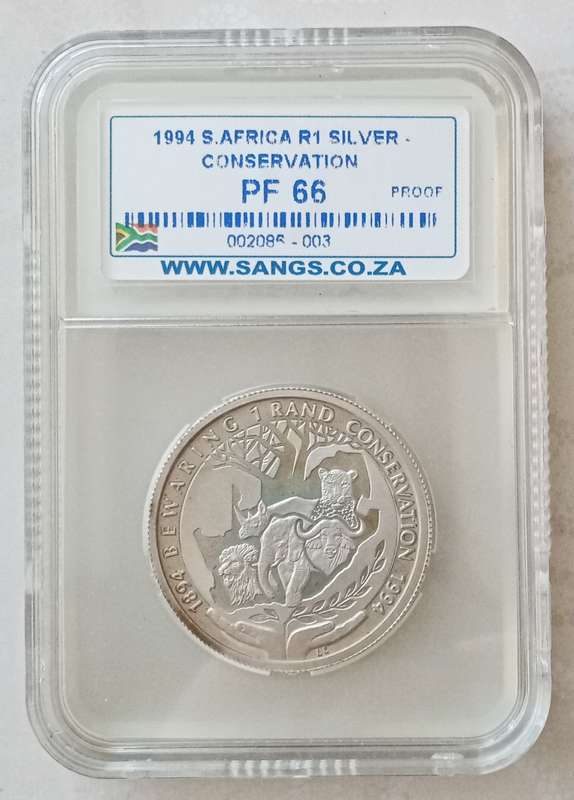 1994 S.AFRICA R1 SILVER -
CONSERVATION
PF 66
PROOF
002086 - 003
WWW.SANGS.CO.ZA
1894 BEWARING 1 RAND CONSERVATION 1994